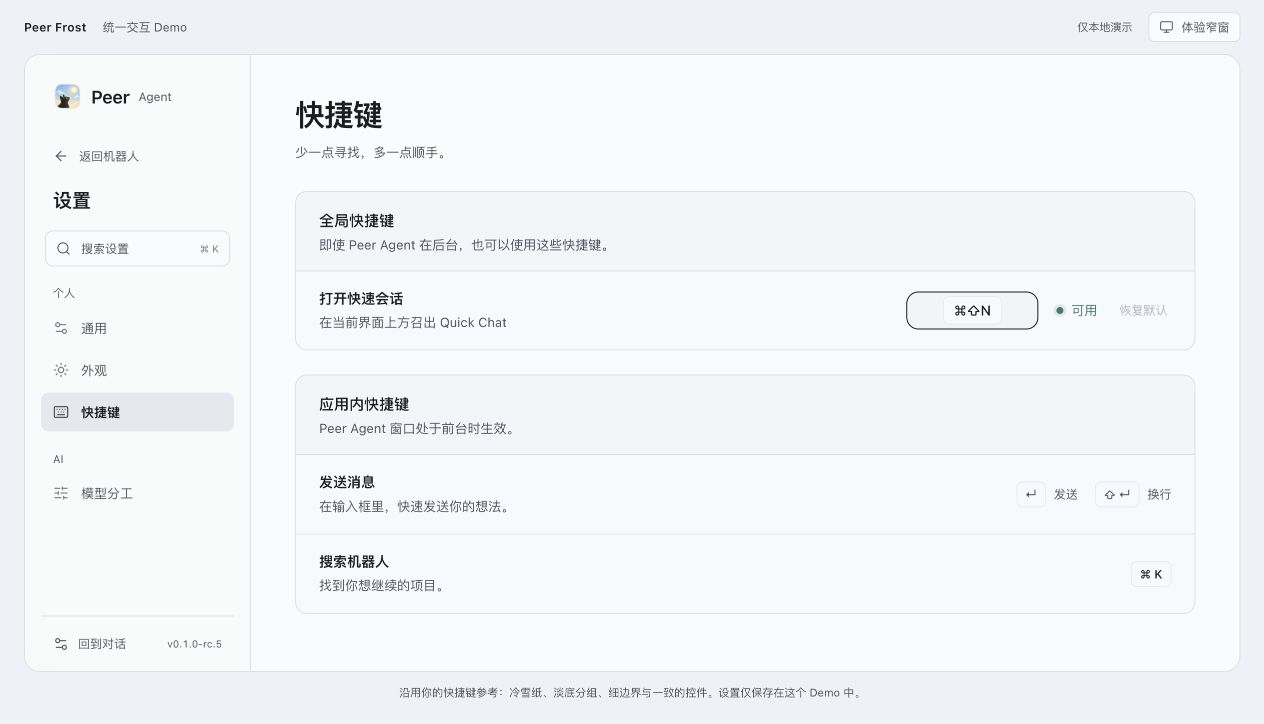 Peer Frost 统一交互 Demo
仅本地演示 体验窄窗
Peer Agent
返回机器人
设置
搜索设置 ⌘ K
个人
通用
外观
快捷键
AI
模型分工
回到对话 v0.1.0-rc.5
快捷键
少一点寻找，多一点顺手。
全局快捷键
即使 Peer Agent 在后台，也可以使用这些快捷键。
打开快速会话
在当前界面上方召出 Quick Chat
⌘⇧N 可用 恢复默认
应用内快捷键
Peer Agent 窗口处于前台时生效。
发送消息
在输入框里，快速发送你的想法。
↵ 发送 ⇧ ↵ 换行
搜索机器人
找到你想继续的项目。
⌘ K
沿用你的快捷键参考：冷雪纸、淡底分组、细边界与一致的控件。设置仅保存在这个 Demo 中。